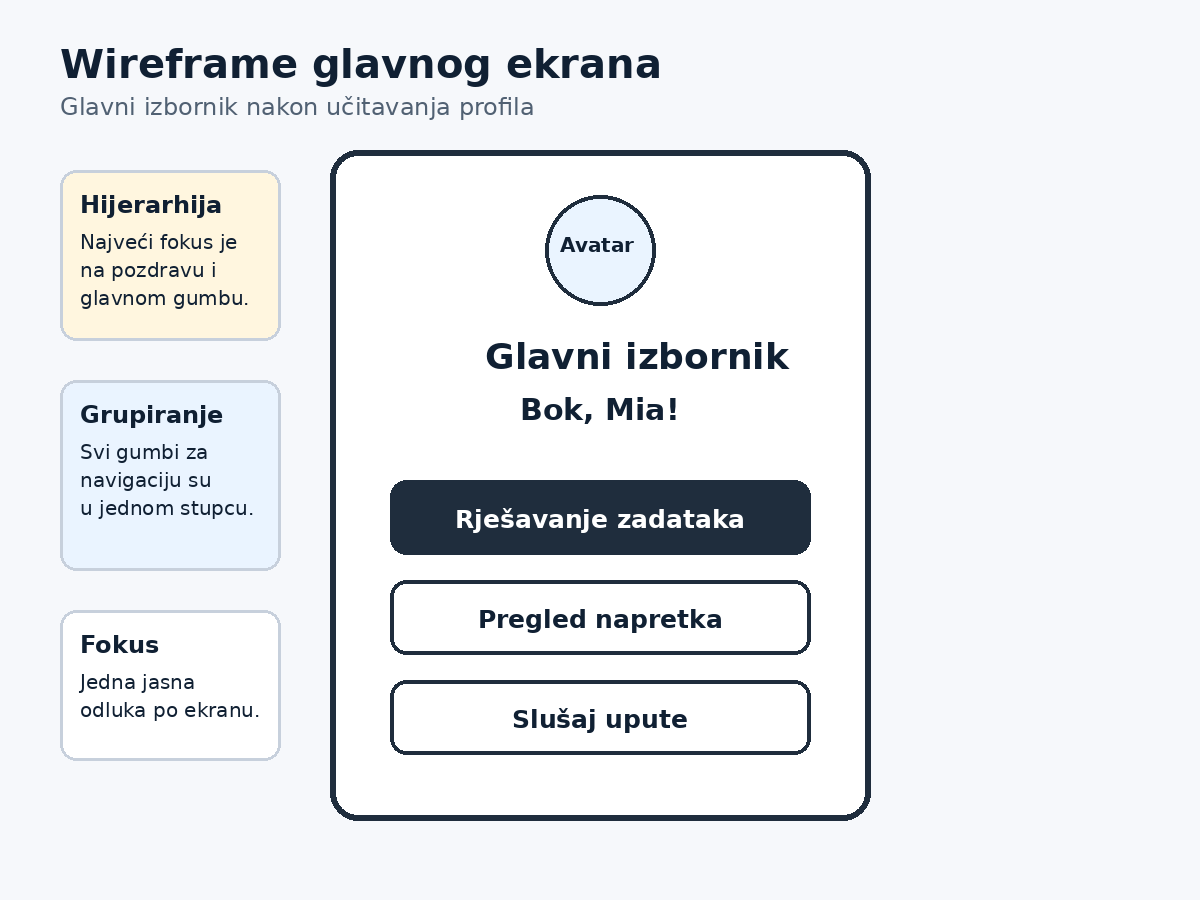 Wireframe glavnog ekrana
Glavni izbornik nakon učitavanja profila
Hijerarhija
Najveći fokus je
na pozdravu i
glavnom gumbu.
Grupiranje
Svi gumbi za
navigaciju su
u jednom stupcu.
Fokus
Jedna jasna
odluka po ekranu.
Avatar
Glavni izbornik
Bok, Mia!
Rješavanje zadataka
Pregled napretka
Slušaj upute